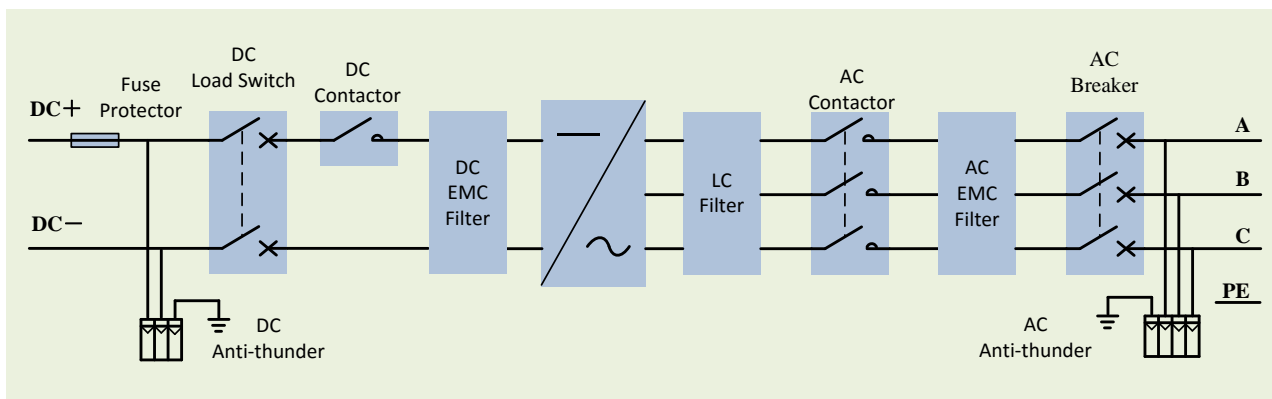 DC+
Fuse
Protector
DC
Load Switch
DC
Contactor
DC
EMC
Filter
LC
Filter
AC
Contactor
AC
EMC
Filter
AC
Breaker
A
B
C
PE
DC−
DC
Anti-thunder
AC
Anti-thunder